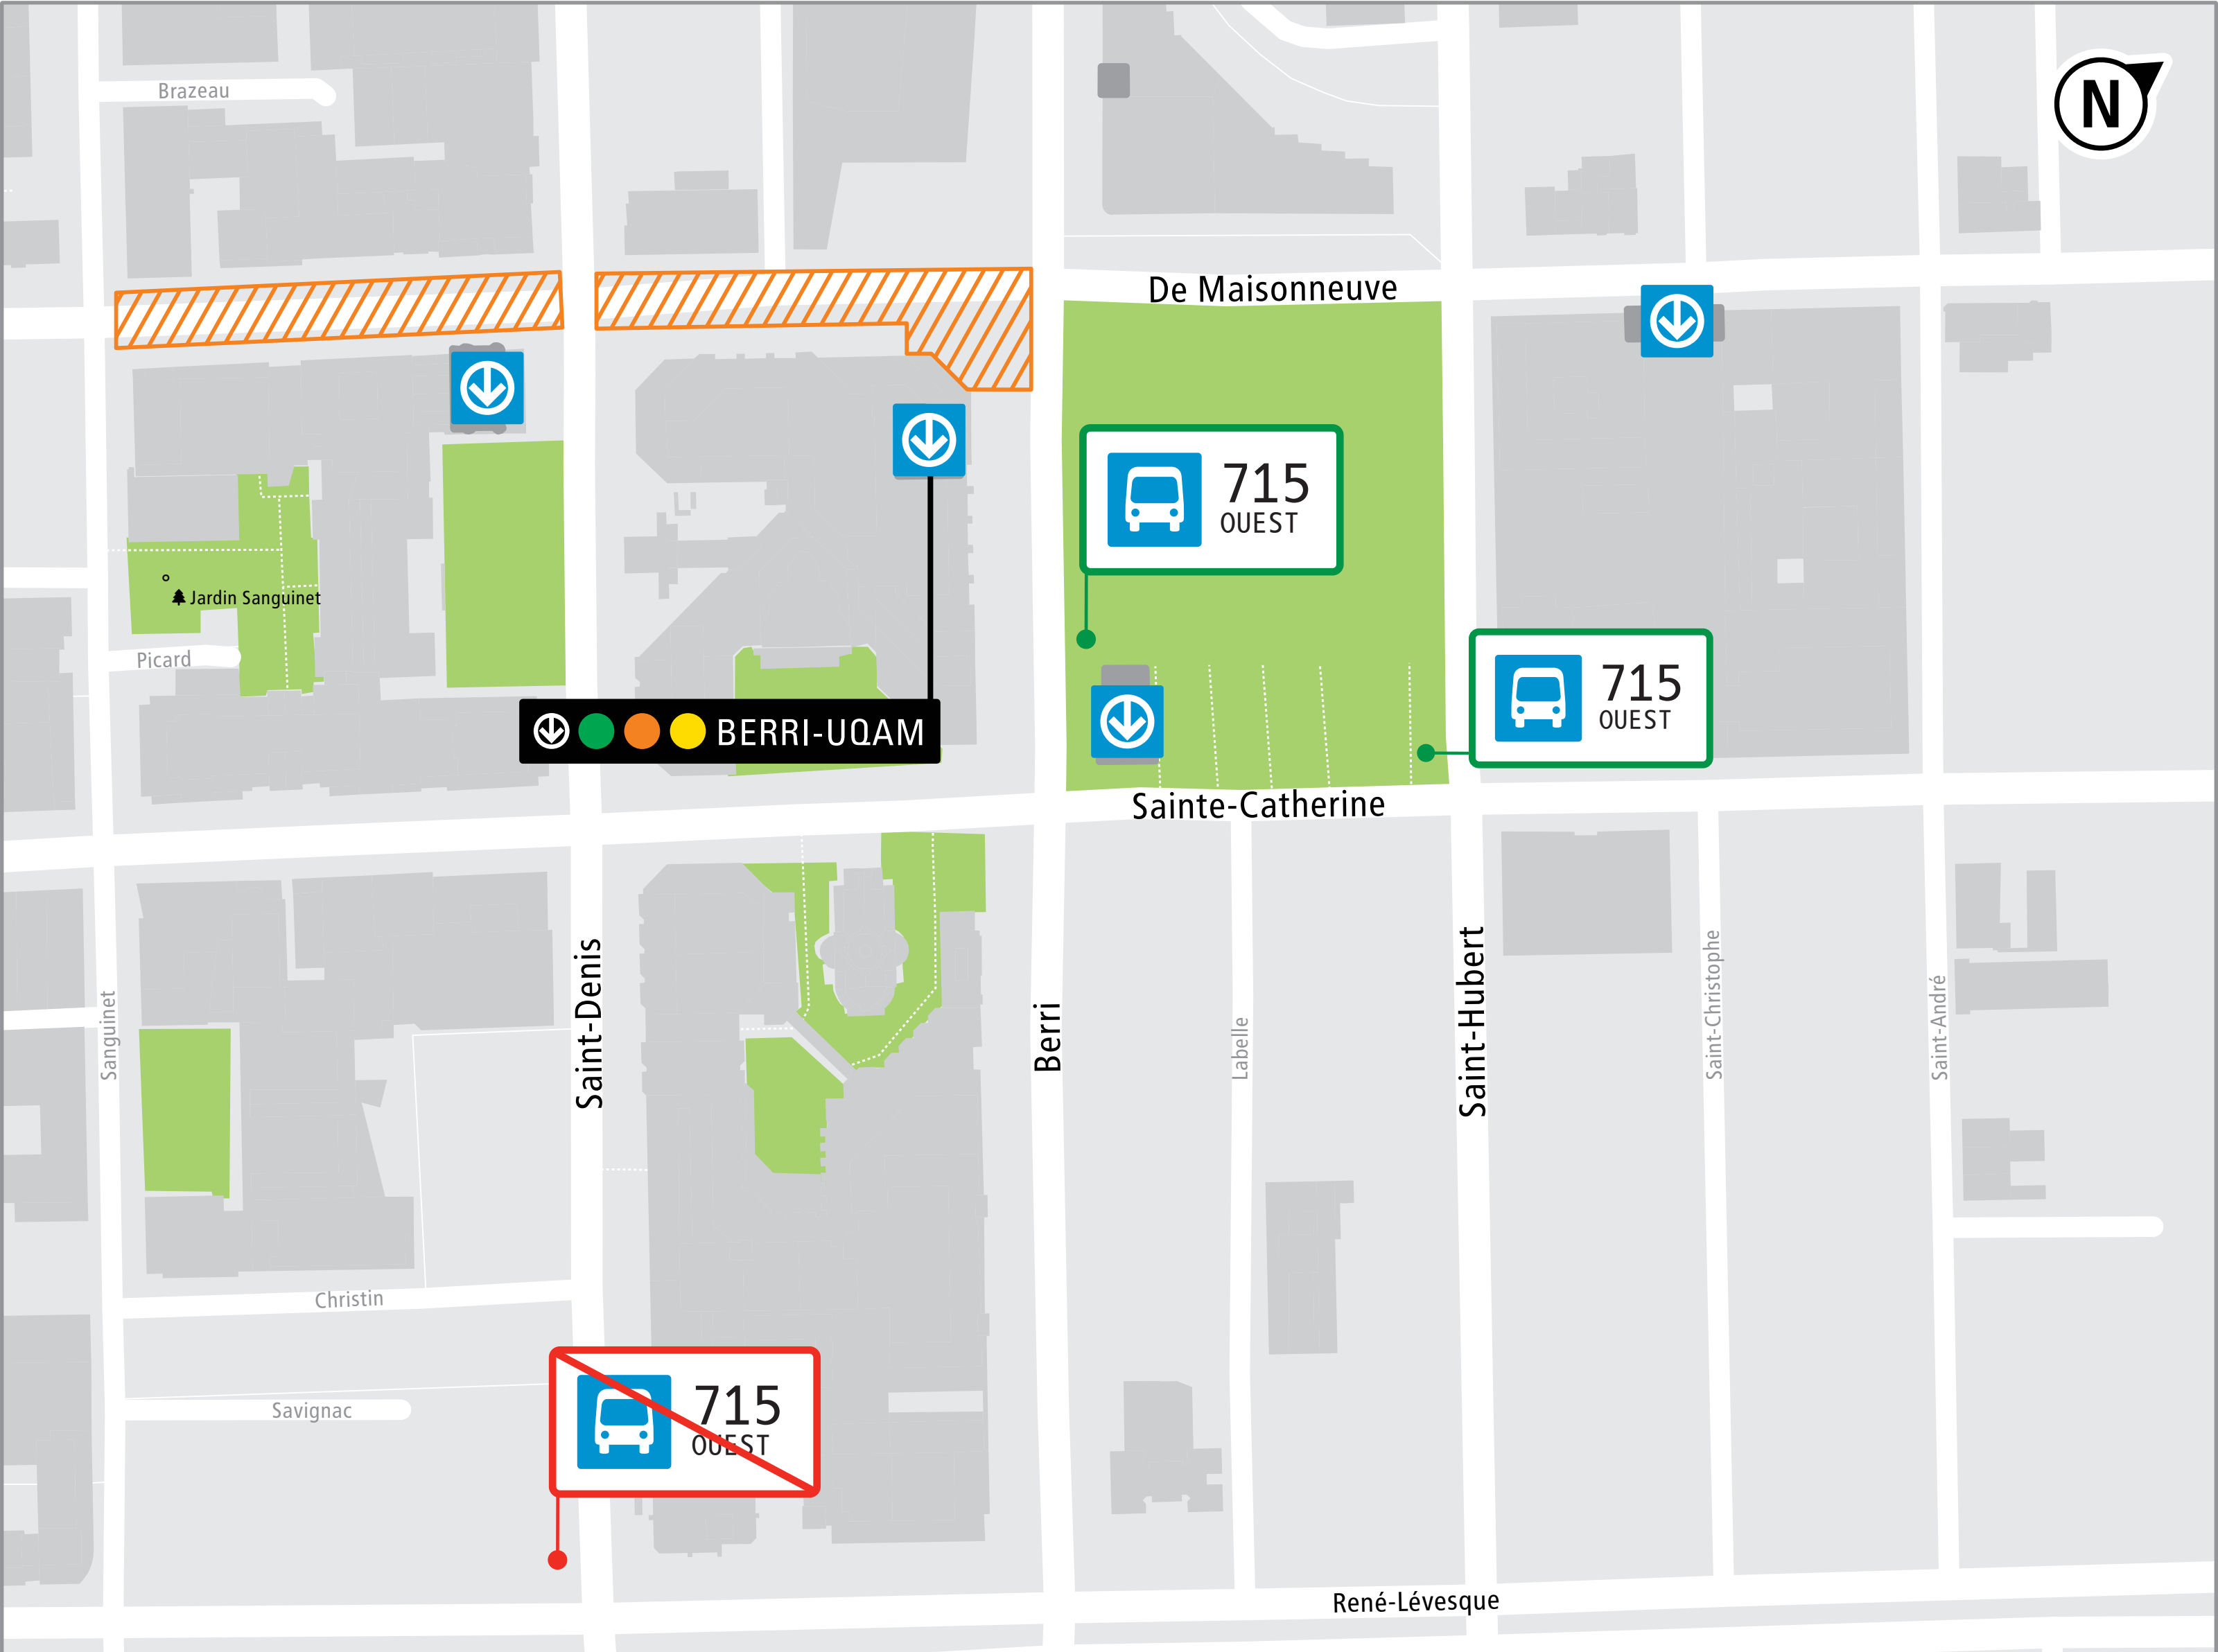 Brazeau
N
De Maisonneuve
715
OUEST
Jardin Sanguinet
Picard
715
OUEST
BERRI-UQAM
Sainte-Catherine
Sanguinet
Saint-Denis
Berri
Labelle
Saint-Hubert
Saint-Christophe
Saint-André
Christin
Savignac
715
OUEST
René-Lévesque